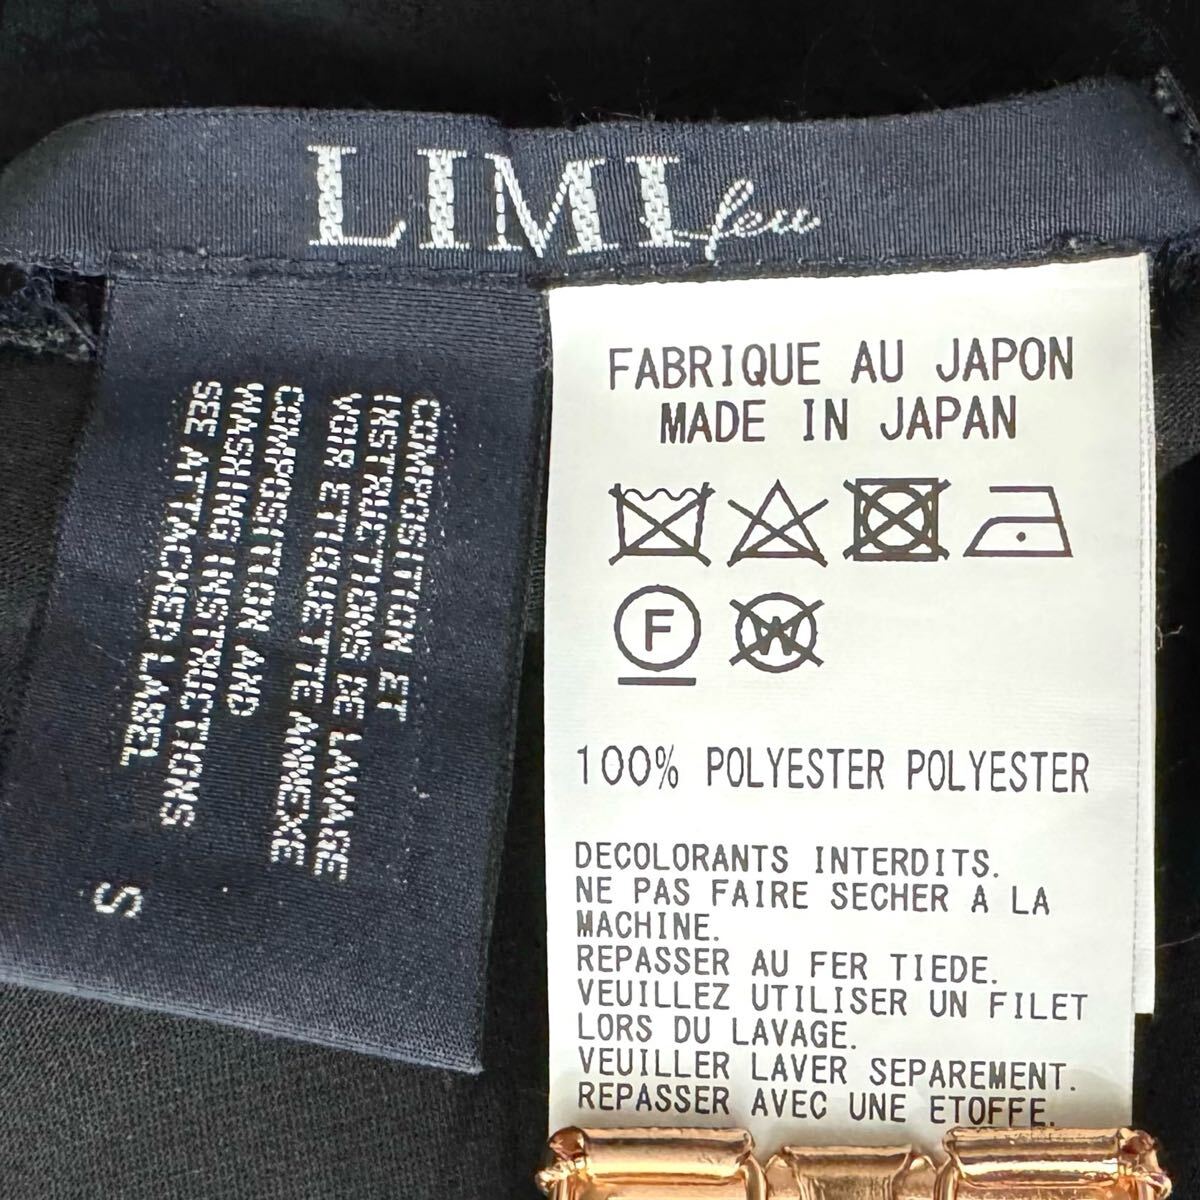 LIMI feu
COMPOSITION ET
INSTRUCTIONS DE LAVAGE
VOIR ETIQUETTE ANNEXE
COMPOSITION AND
WASHING INSTRUCTIONS
SEE ATTACHED LABEL
S
FABRIQUE AU JAPON
MADE IN JAPAN
F
W
100% POLYESTER POLYESTER
DECOLORANTS INTERDITS.
NE PAS FAIRE SECHER A LA
MACHINE.
REPASSER AU FER TIEDE.
VEUILLEZ UTILISER UN FILET
LORS DU LAVAGE.
VEUILLER LAVER SEPAREMENT.
REPASSER AVEC UNE ETOFFE.